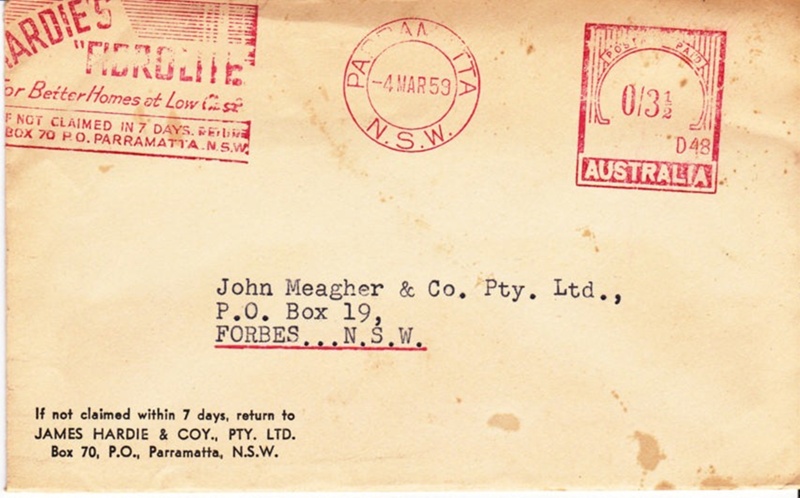 HARDIE'S
"FIBROLITE"
For Better Homes at Low Cost
IF NOT CLAIMED IN 7 DAYS. RETURN
BOX 70 P.O. PARRAMATTA. N.S.W.
PARRAMATTA
-4 MAR 59
N.S.W.
POSTAGE PAID
0/3½
D48
AUSTRALIA
John Meagher & Co. Pty. Ltd.,
P.O. Box 19,
FORBES...N.S.W.
If not claimed within 7 days, return to
JAMES HARDIE & COY., PTY. LTD.
Box 70, P.O., Parramatta, N.S.W.